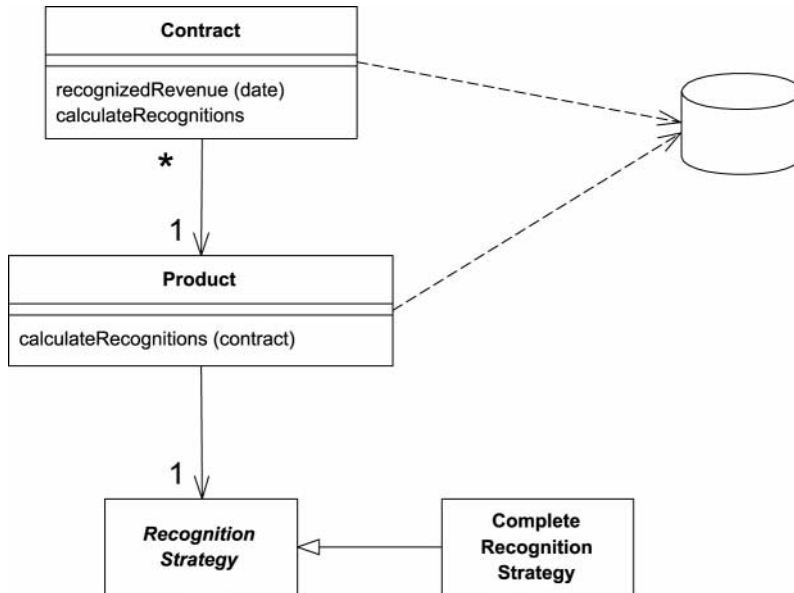 Contract
recognizedRevenue (date)
calculateRecognitions
*
1
Product
calculateRecognitions (contract)
1
Recognition
Strategy
Complete
Recognition
Strategy